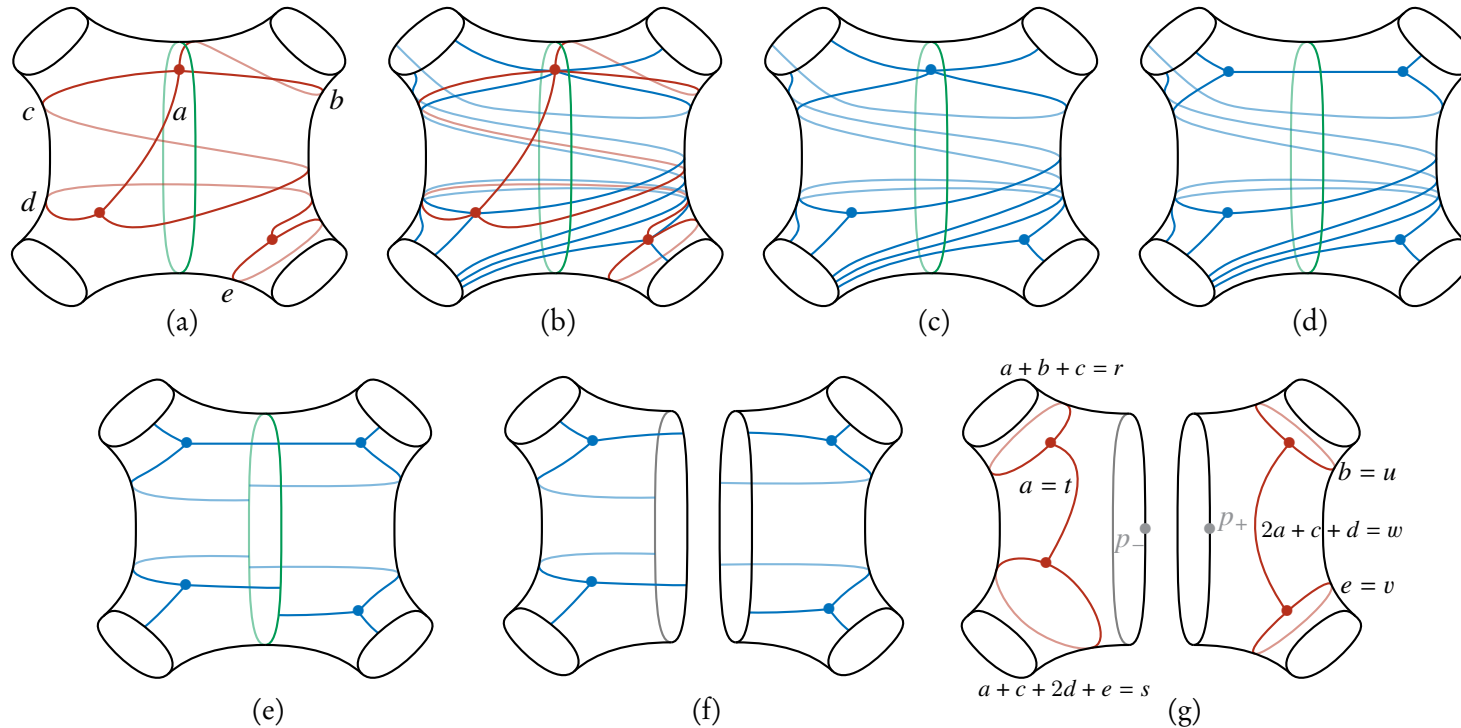 a
b
c
d
e
(a)
(b)
(c)
(d)
a + b + c = r
a = t
p₋
p₊
b = u
2a + c + d = w
e = v
a + c + 2d + e = s
(e)
(f)
(g)